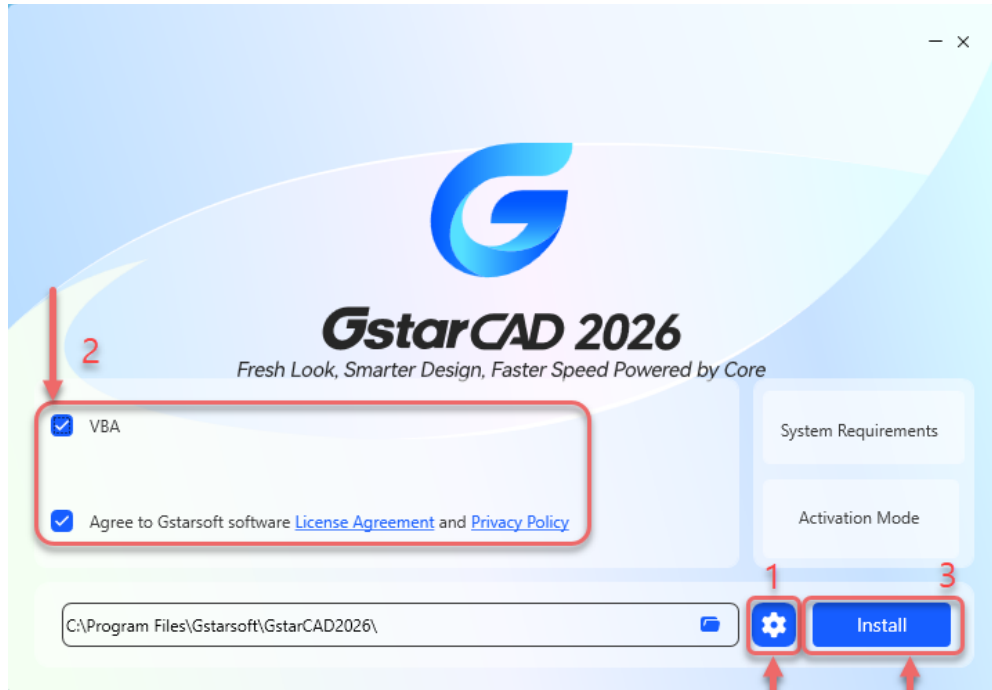 GstarCAD 2026
Fresh Look, Smarter Design, Faster Speed Powered by Core
2
VBA
Agree to Gstarsoft software License Agreement and Privacy Policy
System Requirements
Activation Mode
1
3
C:\Program Files\Gstarsoft\GstarCAD2026\
Install